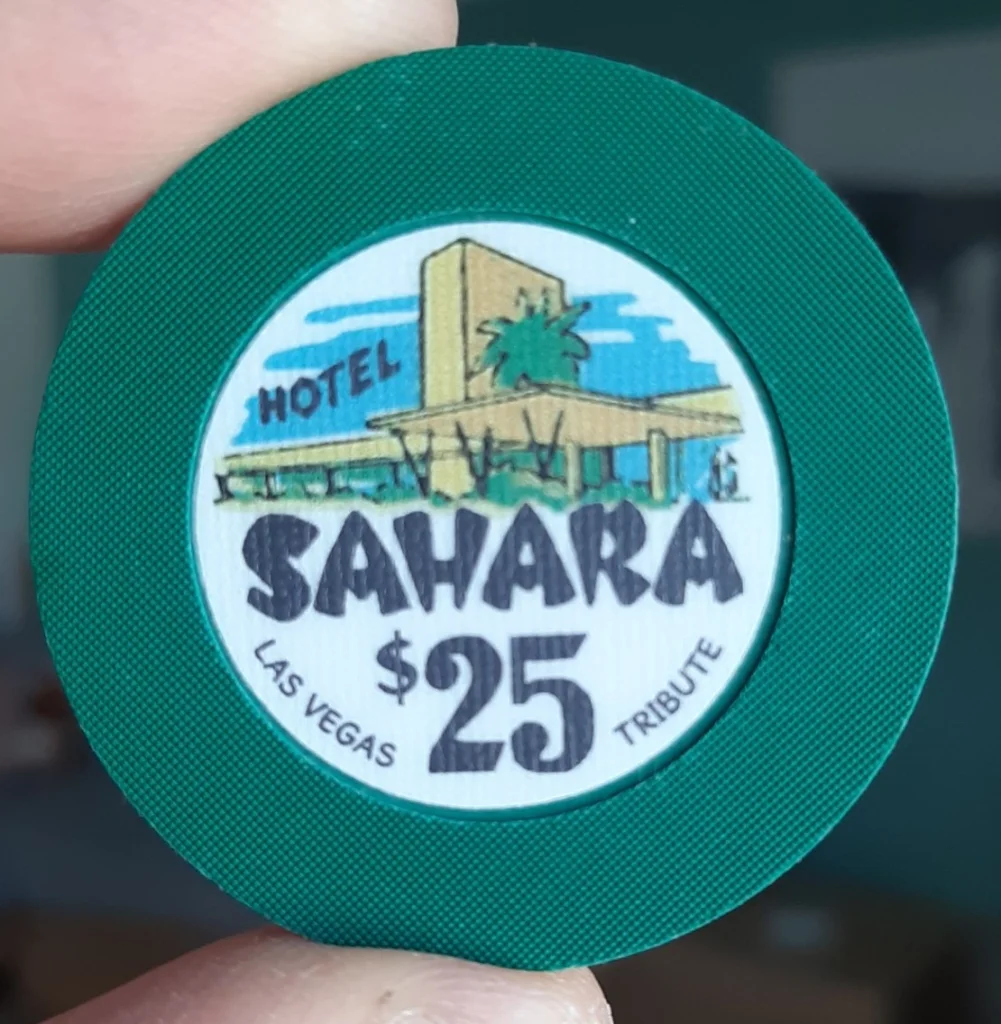 HOTEL
SAHARA
$25
LAS VEGAS
TRIBUTE